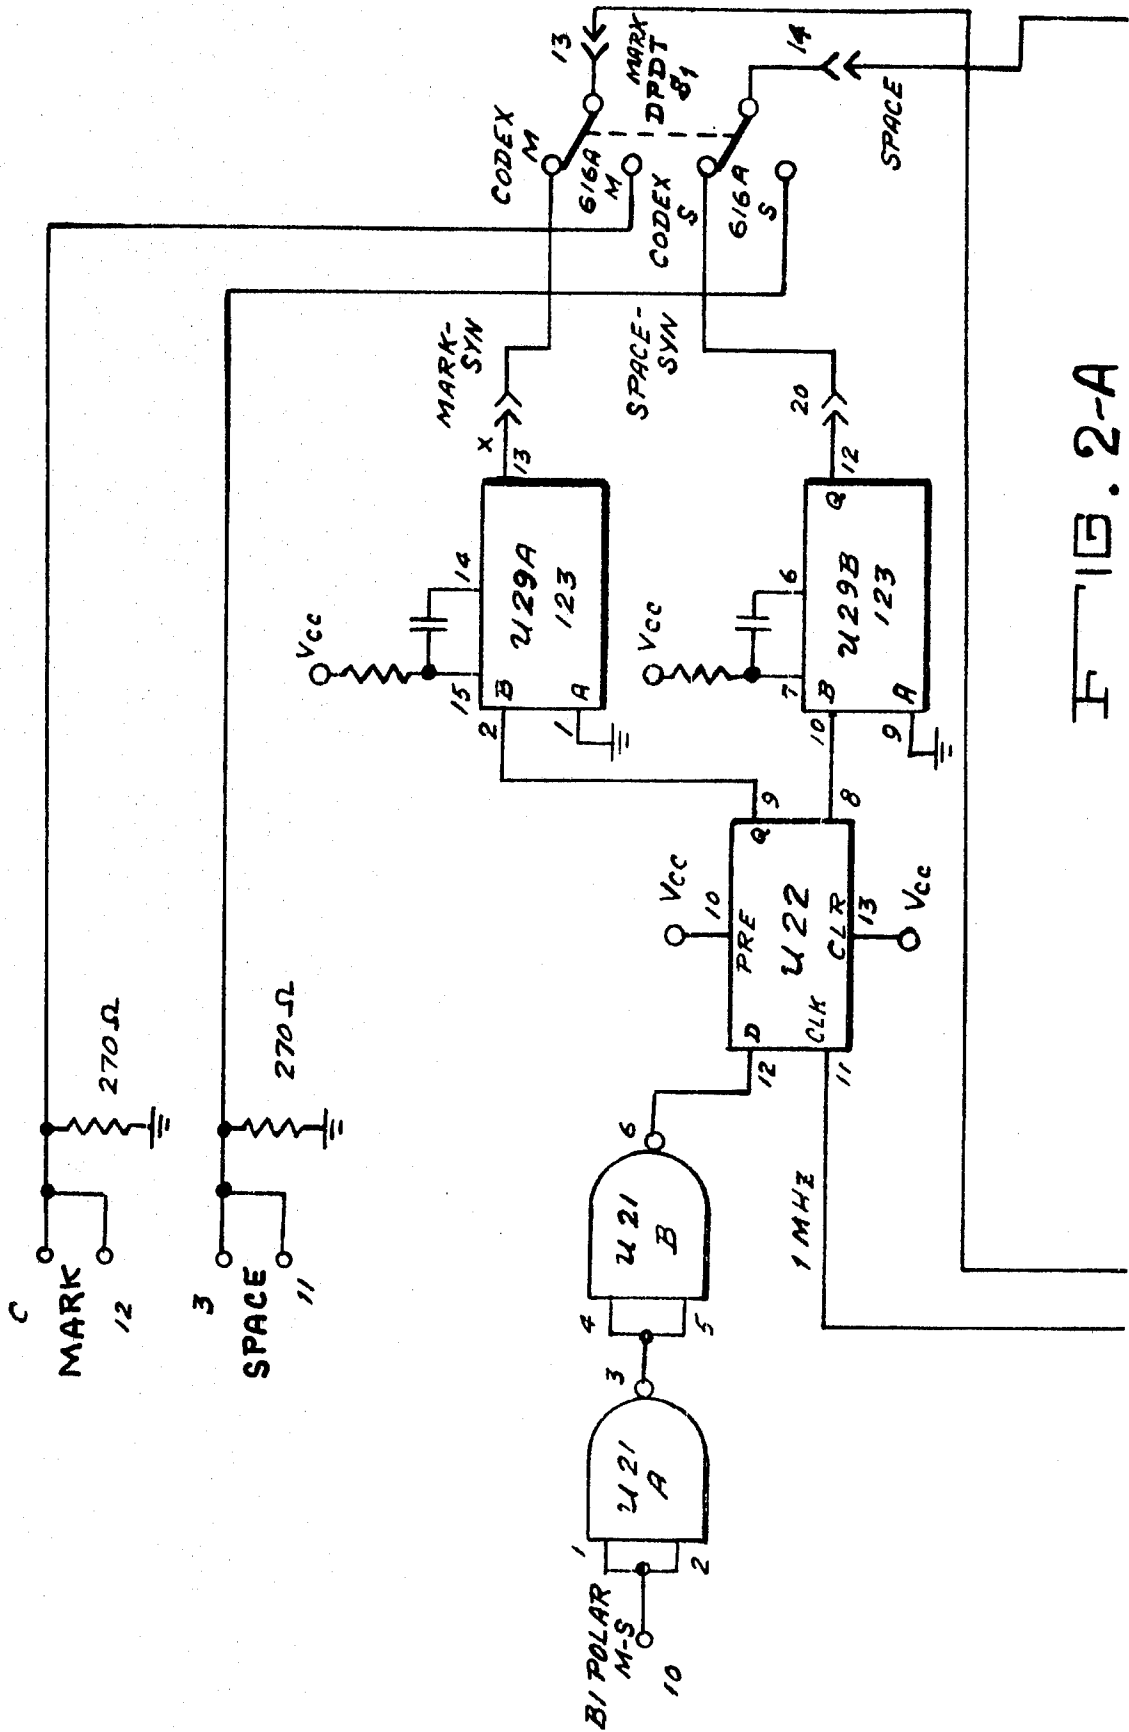 C
MARK
12
270Ω
3
SPACE
11
270Ω
BI POLAR
M-S
10
1
2
U21
A
3
4
5
U21
B
6
1 MHZ
12
D
11
CLK
Vcc
10
PRE
U22
CLR
13
Vcc
Q
9
8
Vcc
15
14
2
B
1
A
U29A
123
13
X
MARK-
SYN
Vcc
7
6
10
B
9
A
U29B
123
Q
12
20
SPACE-
SYN
CODEX
M
616A
M
CODEX
S
616A
S
13
MARK
DPDT
S1
14
SPACE
FIG. 2-A